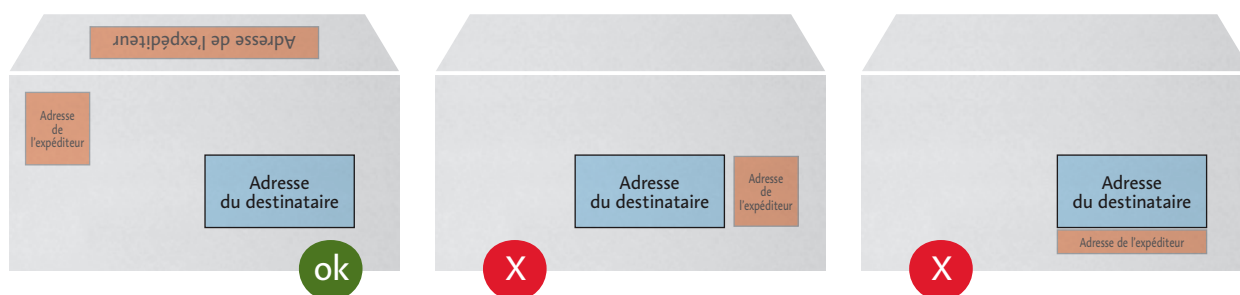 Adresse de l'expéditeur
Adresse
de
l'expéditeur
Adresse
du destinataire
ok
Adresse
du destinataire
Adresse
de
l'expéditeur
X
Adresse
du destinataire
Adresse de l'expéditeur
X